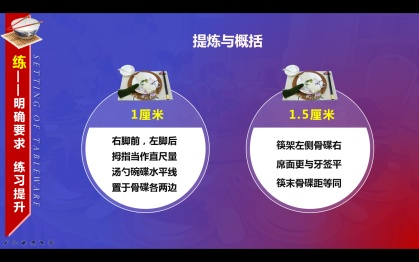 提炼与概括
练——明确要求 练习提升
SETTING OF TABLEWARE
1厘米
右脚前，左脚后
拇指当作直尺量
汤勺碗碟水平线
置于骨碟各两边
1.5厘米
筷架左侧骨碟右
席面更与牙签平
筷末骨碟距等同